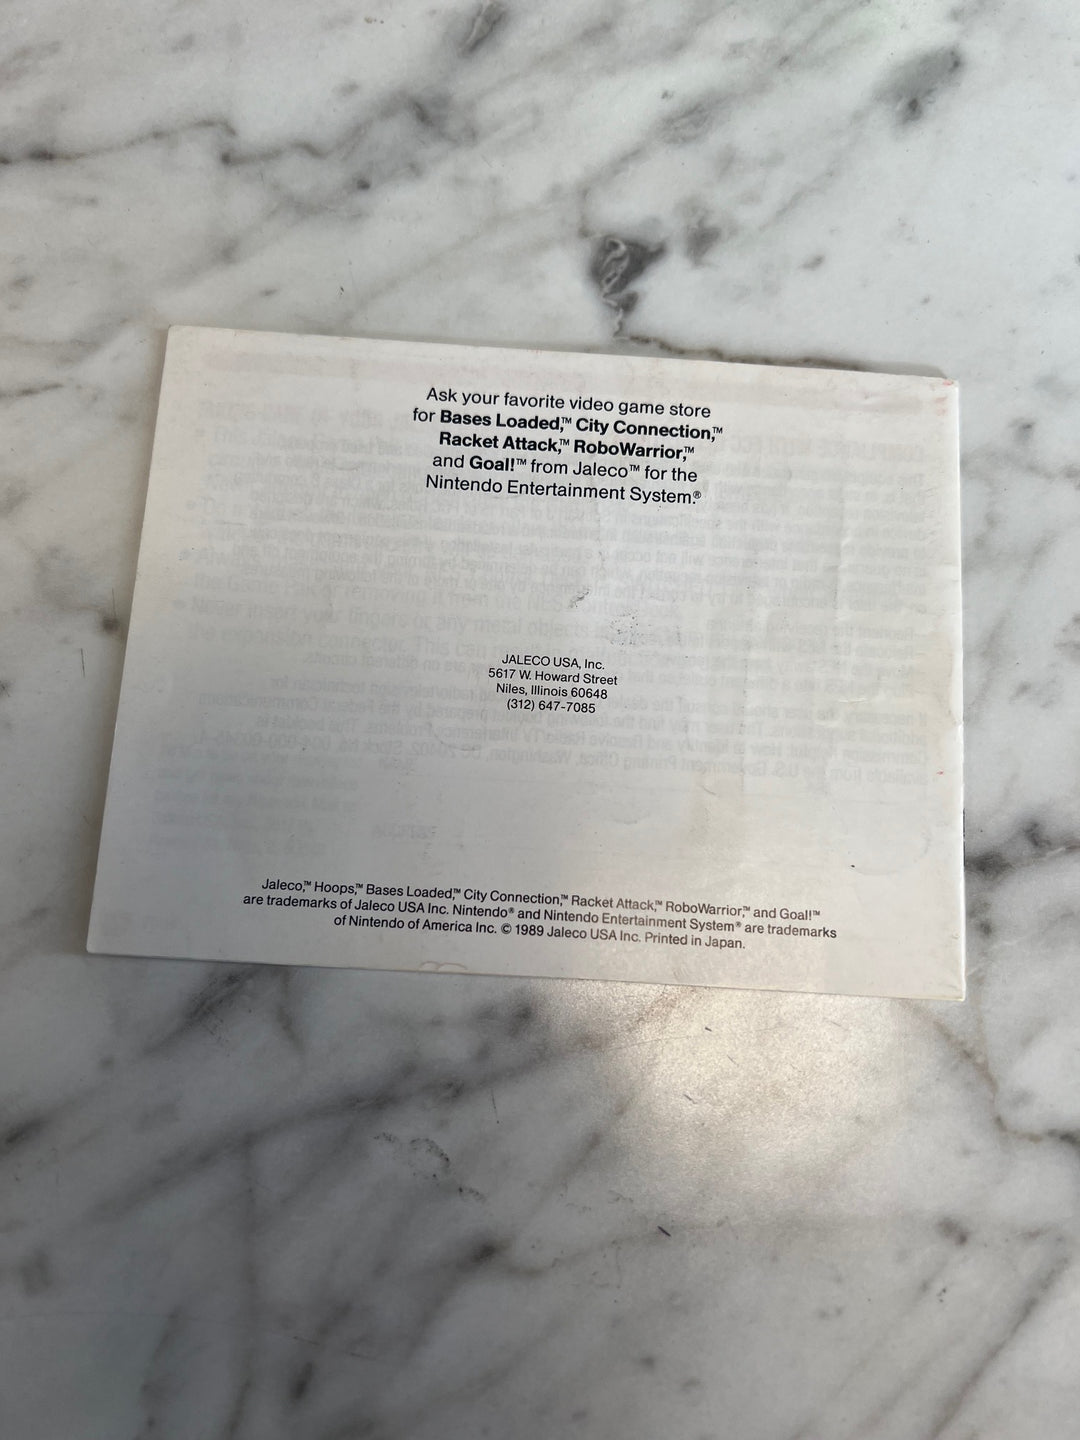 Ask your favorite video game store
for Bases Loaded,™ City Connection,™
Racket Attack,™ RoboWarrior,™
and Goal!™ from Jaleco™ for the
Nintendo Entertainment System.®
JALECO USA, Inc.
5617 W. Howard Street
Niles, Illinois 60648
(312) 647-7085
Jaleco,™ Hoops,™ Bases Loaded,™ City Connection,™ Racket Attack,™ RoboWarrior,™ and Goal!™
are trademarks of Jaleco USA Inc. Nintendo® and Nintendo Entertainment System® are trademarks
of Nintendo of America Inc. © 1989 Jaleco USA Inc. Printed in Japan.